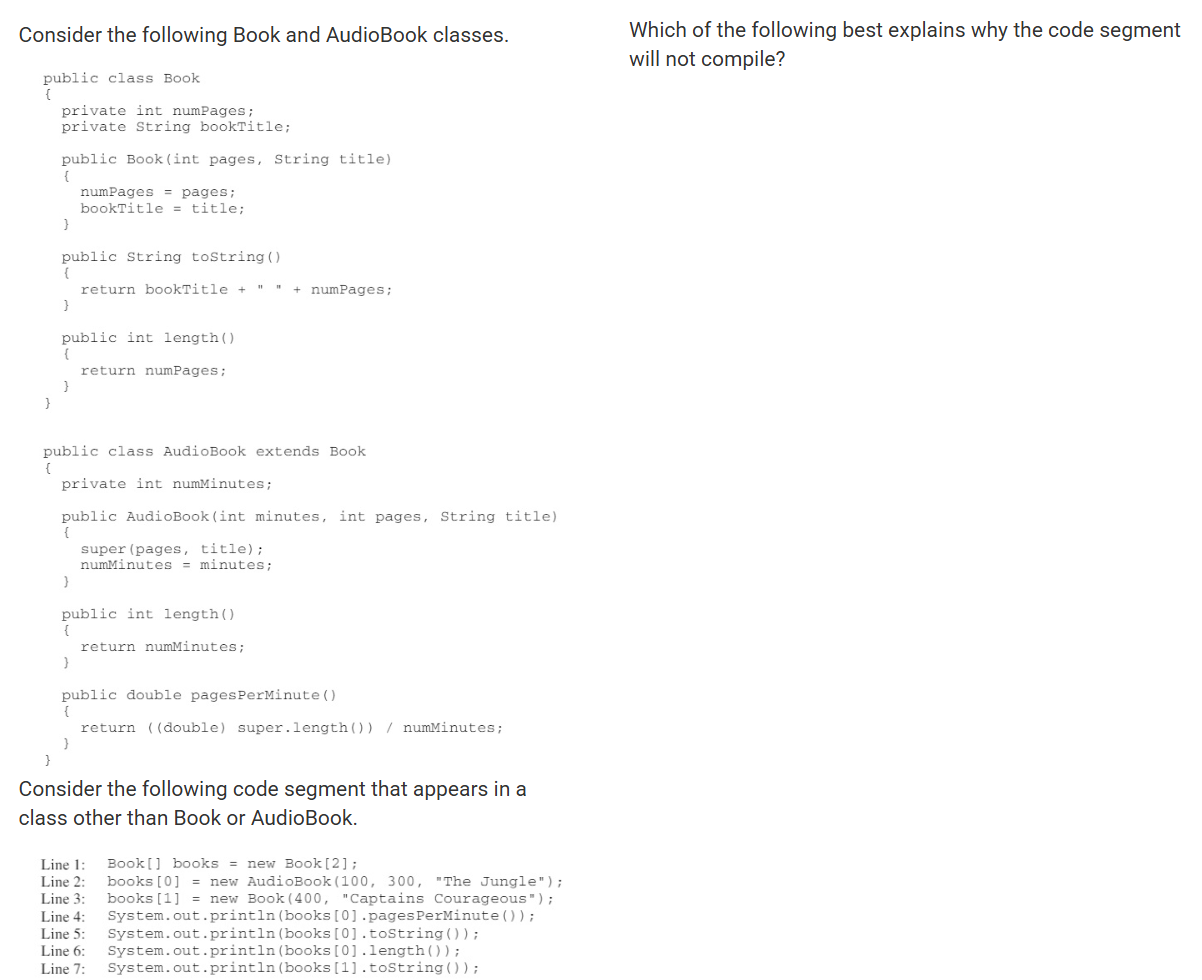 Consider the following Book and AudioBook classes.
public class Book
{
private int numPages;
private String bookTitle;
public Book(int pages, String title)
{
numPages = pages;
bookTitle = title;
}
public String toString()
{
return bookTitle + " " + numPages;
}
public int length()
{
return numPages;
}
}
public class AudioBook extends Book
{
private int numMinutes;
public AudioBook(int minutes, int pages, String title)
{
super(pages, title);
numMinutes = minutes;
}
public int length()
{
return numMinutes;
}
public double pagesPerMinute()
{
return ((double) super.length()) / numMinutes;
}
}
Consider the following code segment that appears in a
class other than Book or AudioBook.
Line 1: Book[] books = new Book[2];
Line 2: books[0] = new AudioBook(100, 300, "The Jungle");
Line 3: books[1] = new Book(400, "Captains Courageous");
Line 4: System.out.println(books[0].pagesPerMinute());
Line 5: System.out.println(books[0].toString());
Line 6: System.out.println(books[0].length());
Line 7: System.out.println(books[1].toString());
Which of the following best explains why the code segment
will not compile?